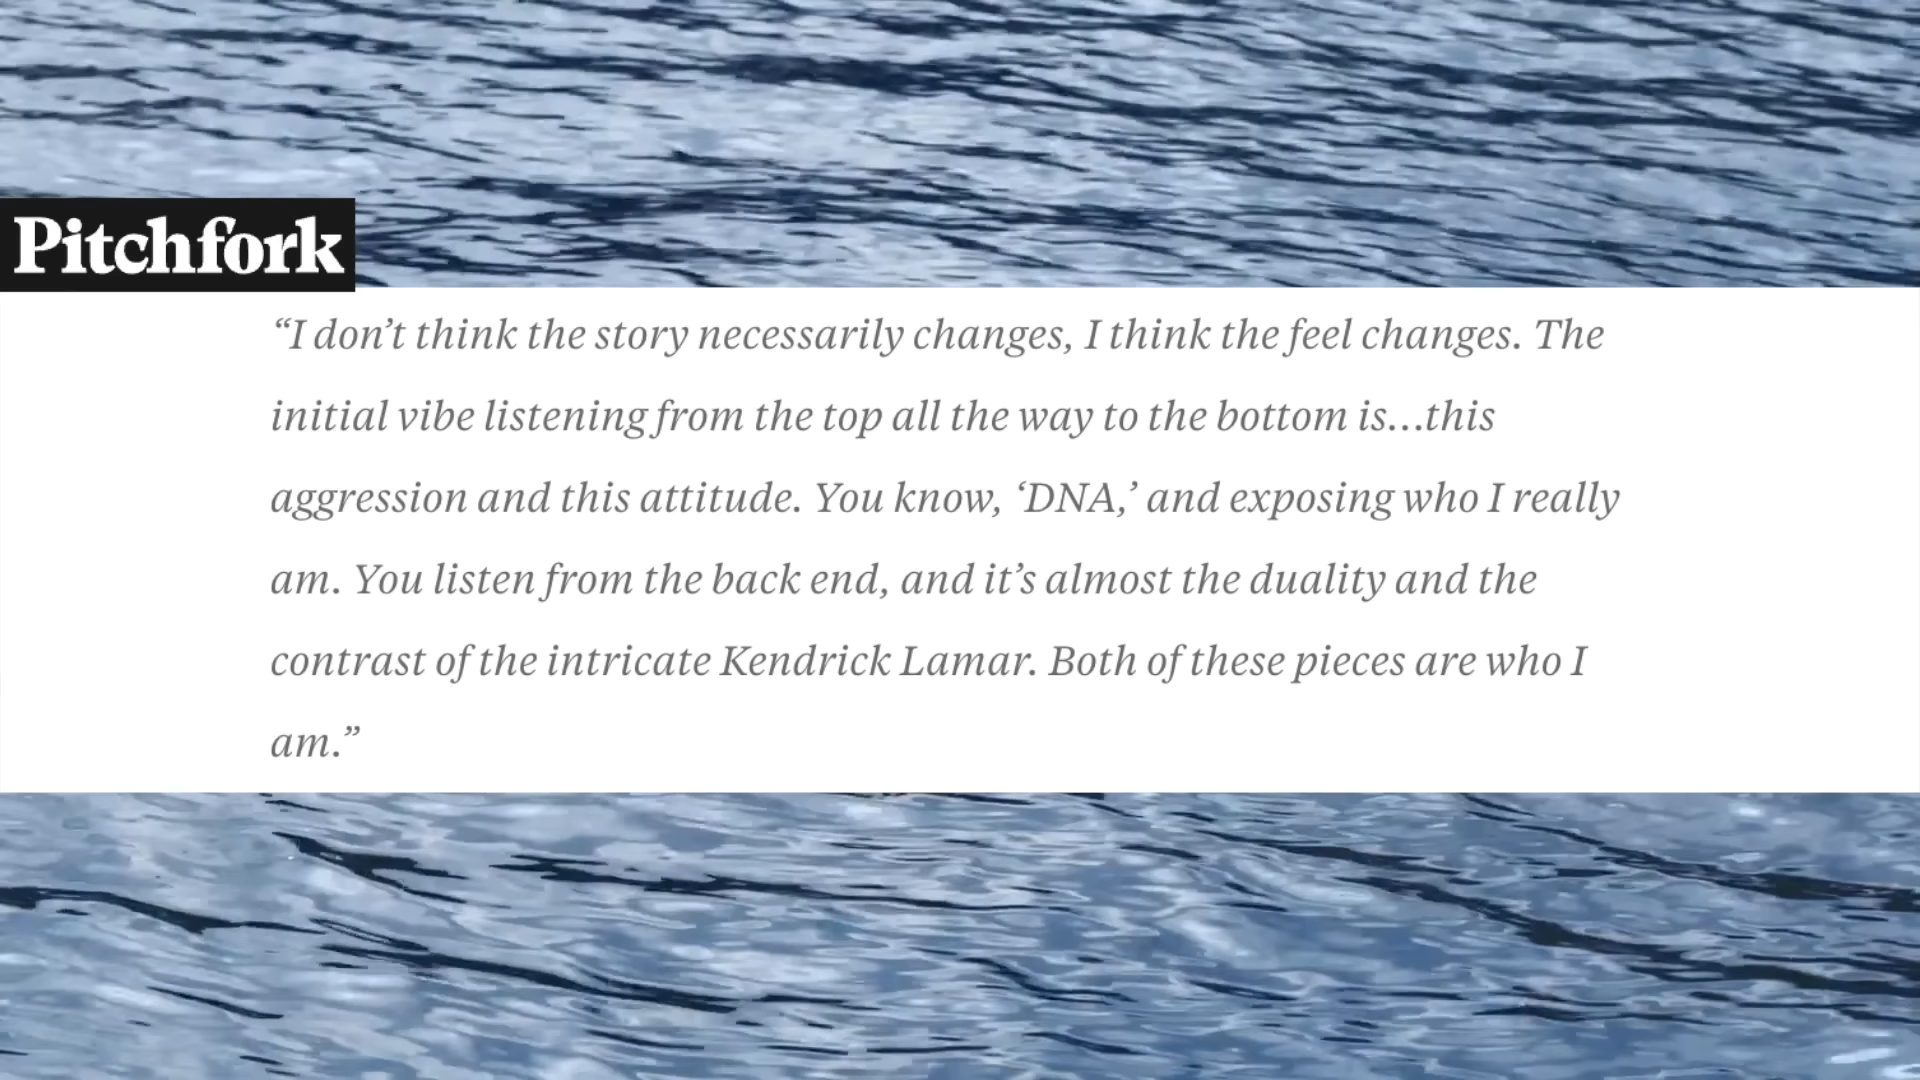 Pitchfork
“I don’t think the story necessarily changes, I think the feel changes. The
initial vibe listening from the top all the way to the bottom is…this
aggression and this attitude. You know, ‘DNA,’ and exposing who I really
am. You listen from the back end, and it’s almost the duality and the
contrast of the intricate Kendrick Lamar. Both of these pieces are who I
am.”